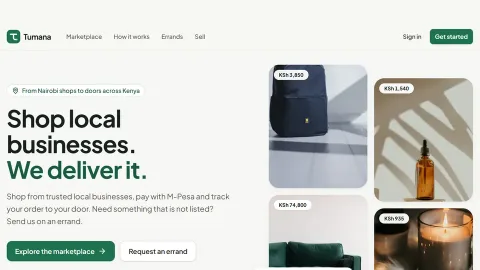 Tumana
Marketplace
How it works
Errands
Sell
Sign in
Get started
From Nairobi shops to doors across Kenya
Shop local
businesses.
We deliver it.
Shop from trusted local businesses, pay with M-Pesa and track
your order to your door. Need something that is not listed?
Send us on an errand.
Explore the marketplace →
Request an errand
KSh 3,850
KSh 1,540
KSh 74,800
KSh 935